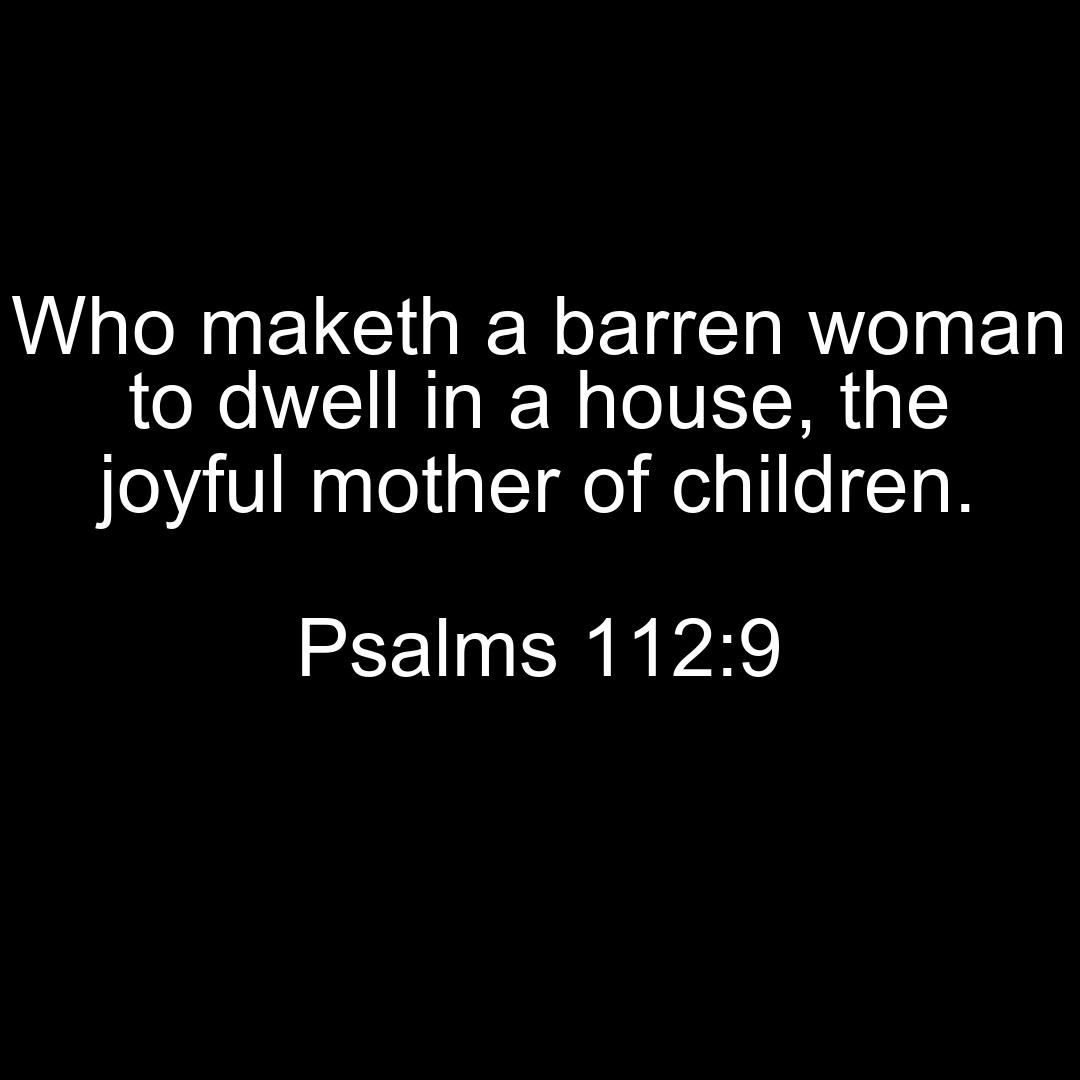 Who maketh a barren woman
to dwell in a house, the
joyful mother of children.
Psalms 112:9